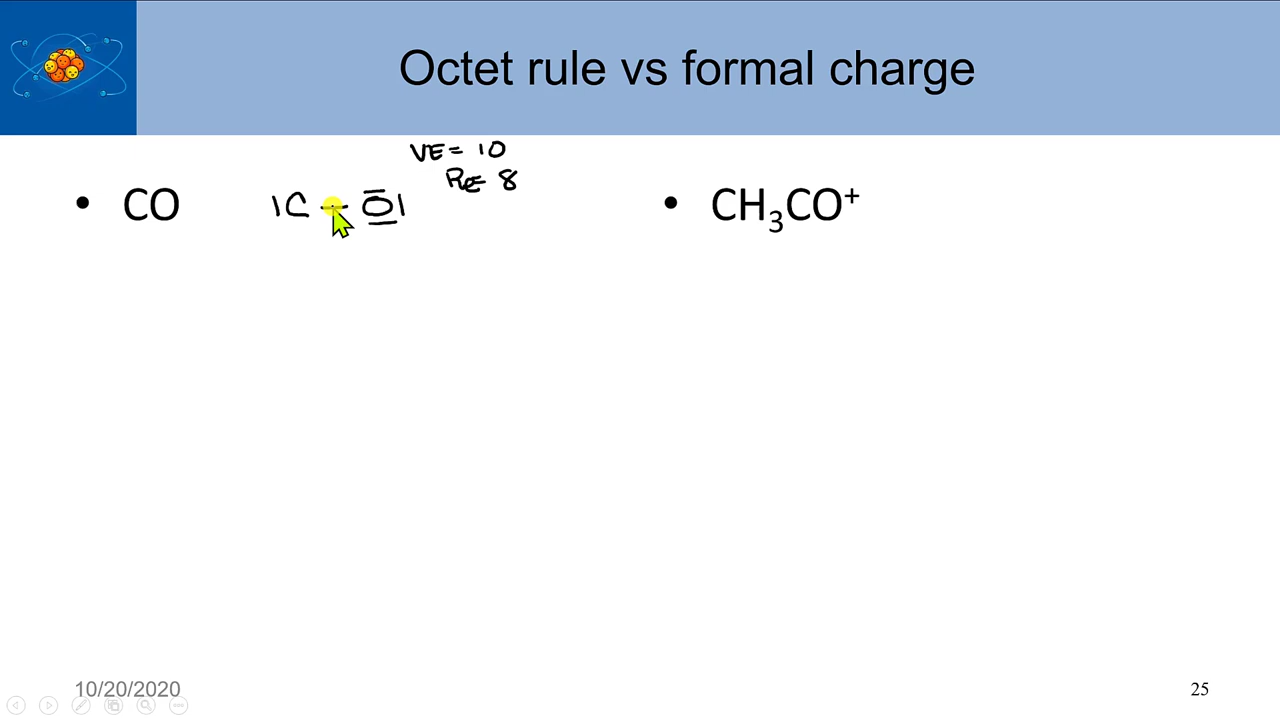 Octet rule vs formal charge
VE = 10
Re= 8
• CO
|C – O|
• CH₃CO⁺
10/20/2020
25